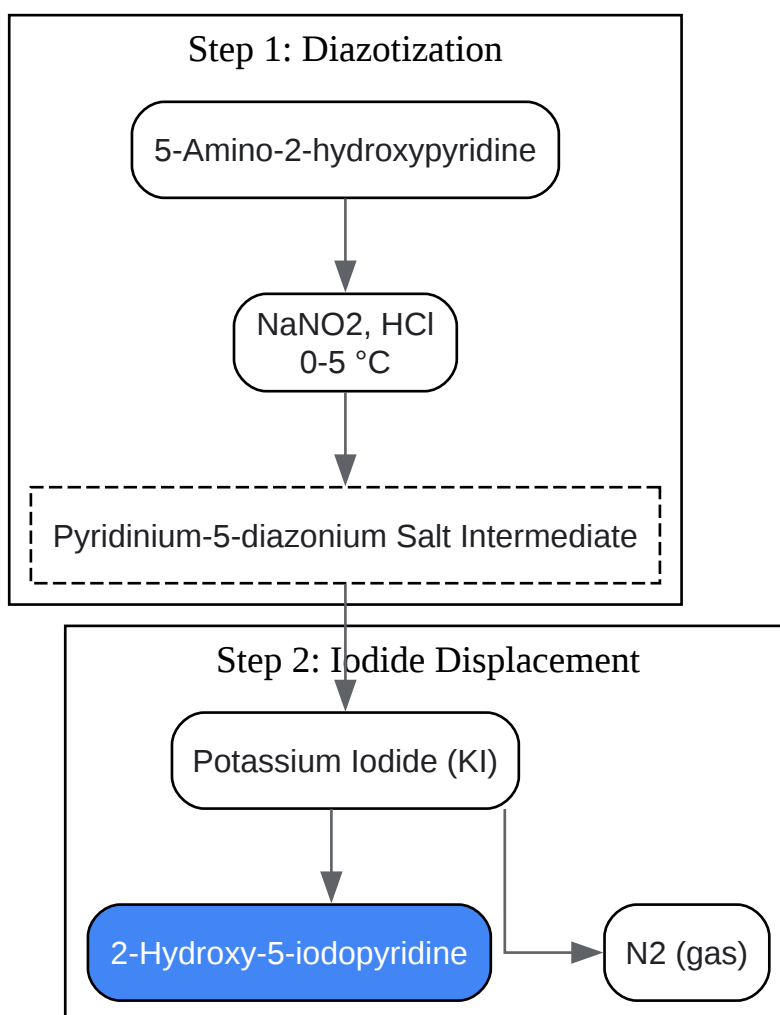 Step 1: Diazotization
5-Amino-2-hydroxypyridine
NaNO2, HCl
0-5 °C
Pyridinium-5-diazonium Salt Intermediate
Step 2: Iodide Displacement
Potassium Iodide (KI)
2-Hydroxy-5-iodopyridine
N2 (gas)